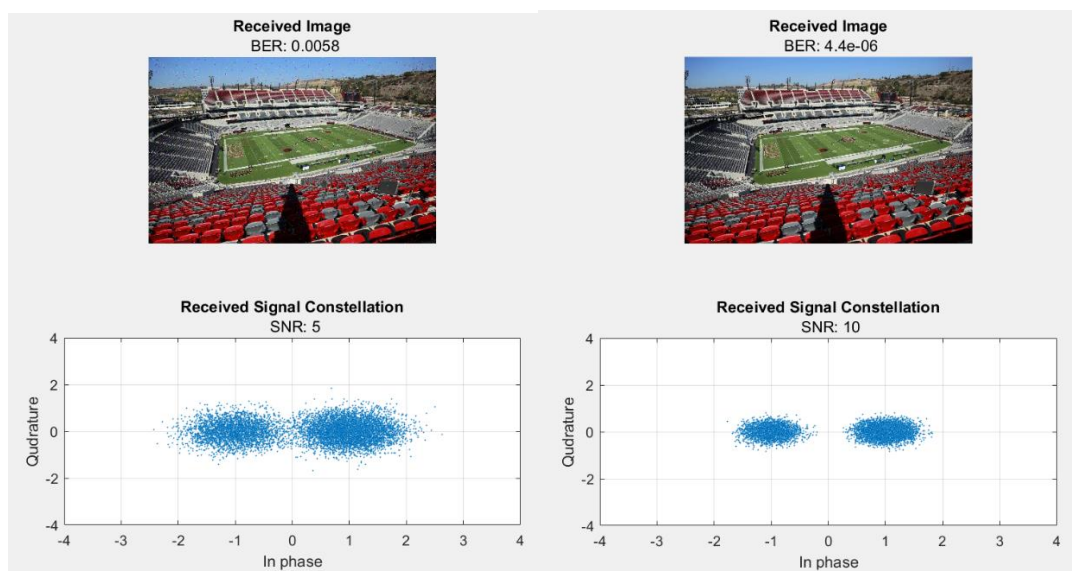 Received Image
BER: 0.0058
Received Signal Constellation
SNR: 5
4
2
0
-2
-4
Qudrature
-4 -3 -2 -1 0 1 2 3 4
In phase
Received Image
BER: 4.4e-06
Received Signal Constellation
SNR: 10
4
2
0
-2
-4
Qudrature
-4 -3 -2 -1 0 1 2 3 4
In phase